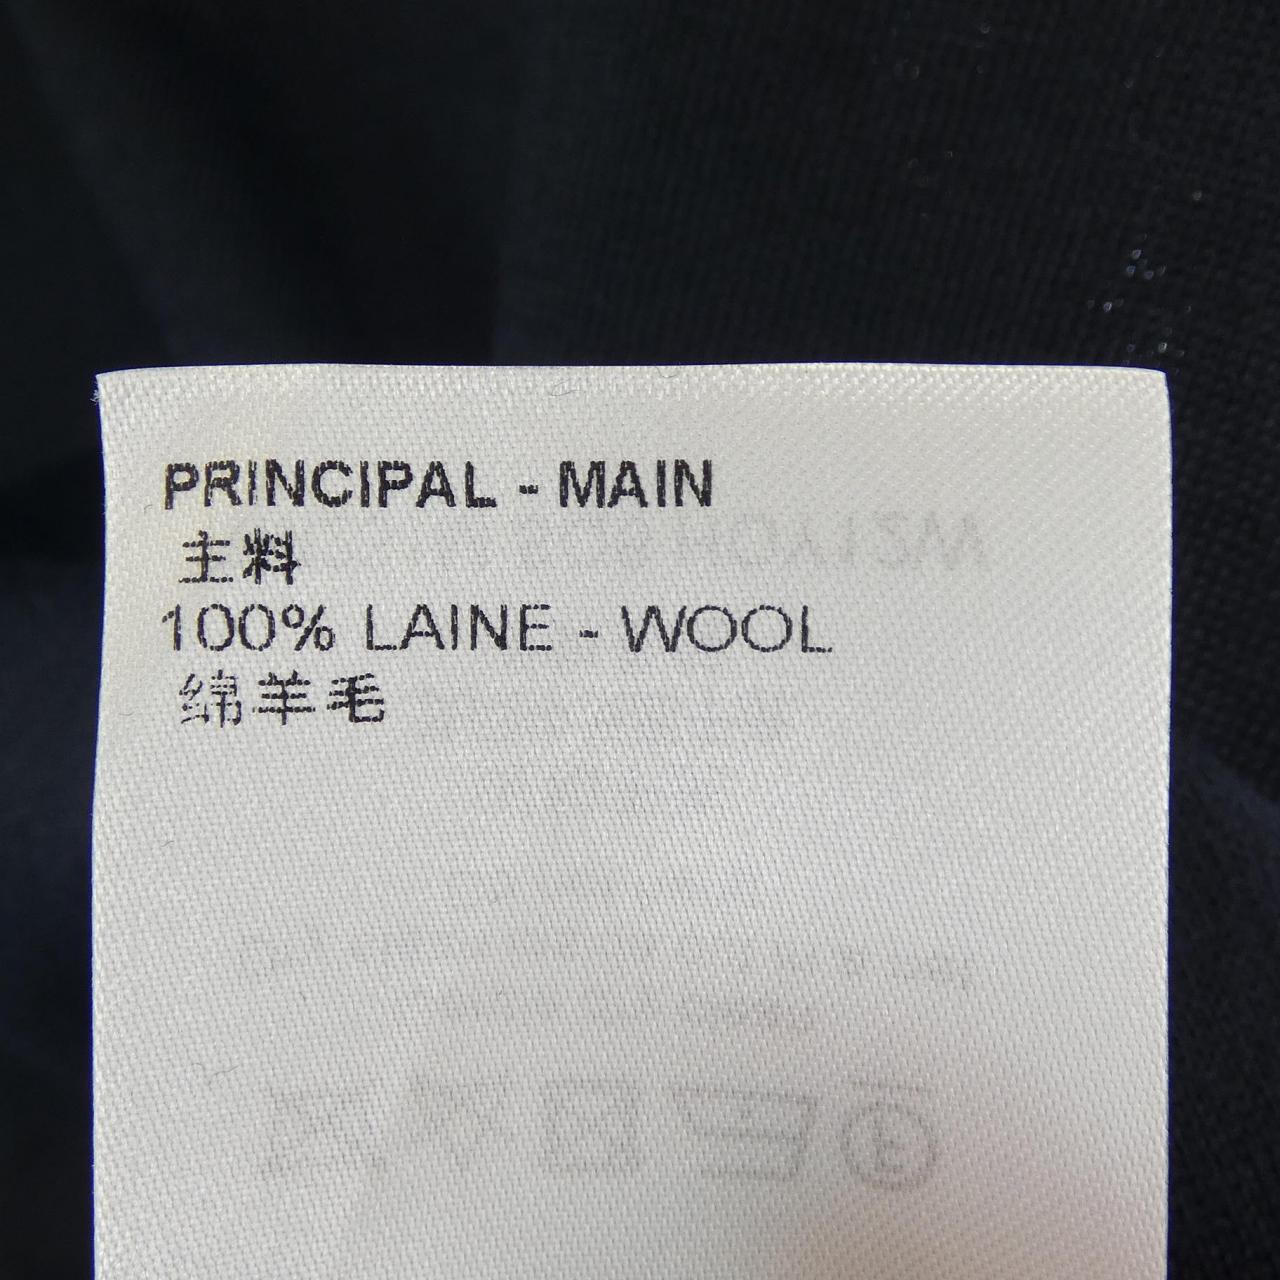 PRINCIPAL - MAIN
主料
100% LAINE - WOOL
绵羊毛